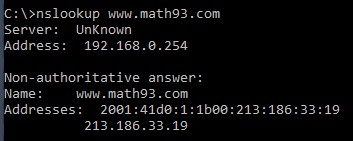 C:\>nslookup www.math93.com
Server:  UnKnown
Address:  192.168.0.254

Non-authoritative answer:
Name:    www.math93.com
Addresses:  2001:41d0:1:1b00:213:186:33:19
          213.186.33.19